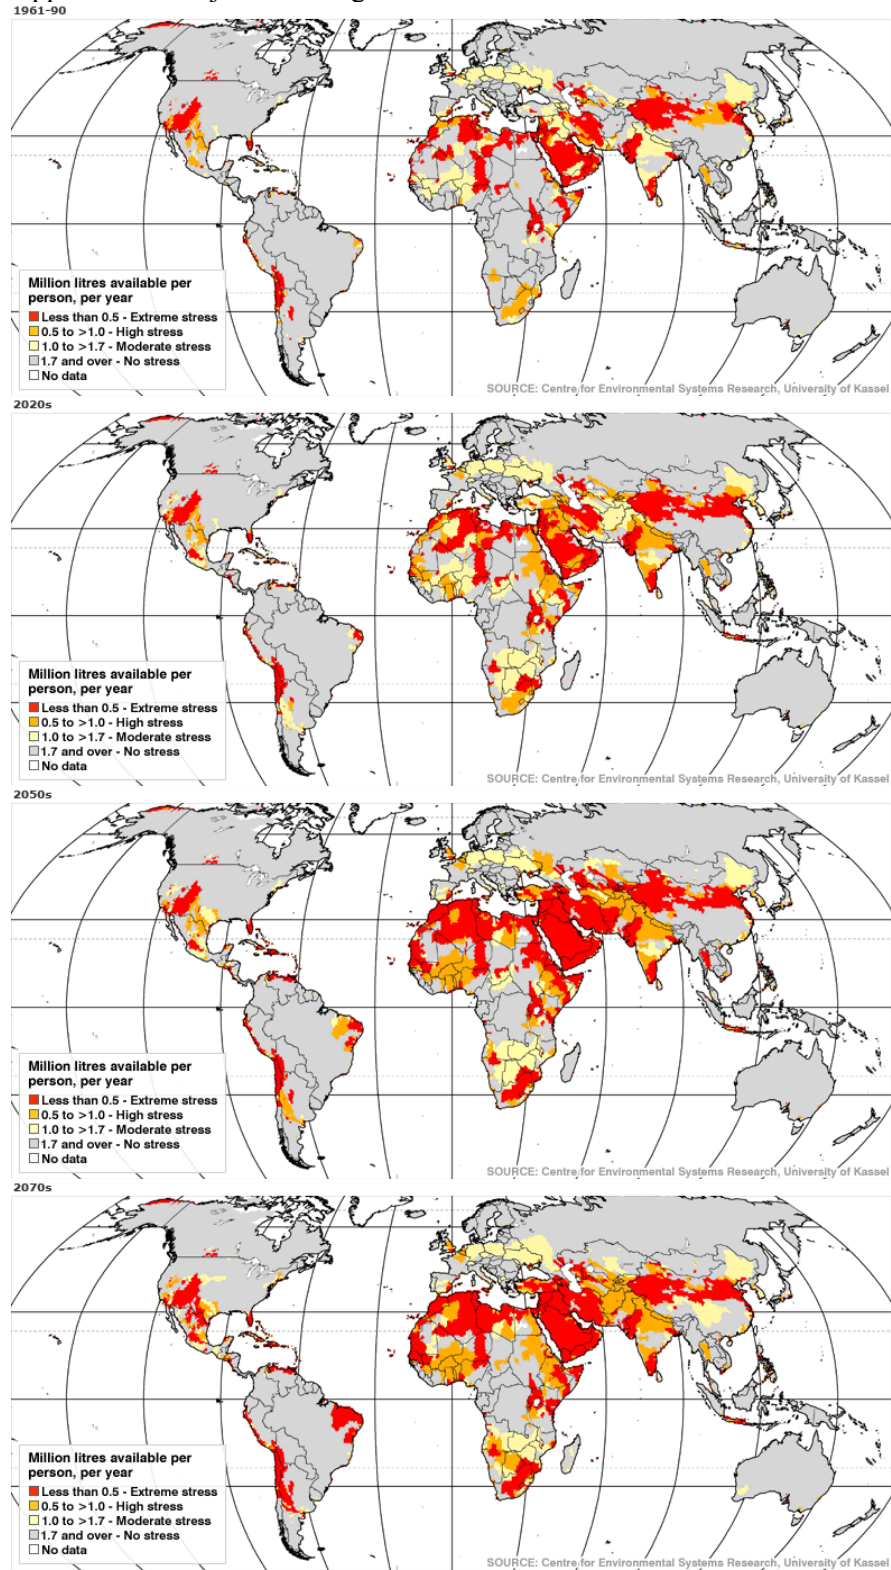 1961-90
Million litres available per
person, per year
Less than 0.5 - Extreme stress
0.5 to >1.0 - High stress
1.0 to >1.7 - Moderate stress
1.7 and over - No stress
No data
SOURCE: Centre for Environmental Systems Research, University of Kassel
2020s
Million litres available per
person, per year
Less than 0.5 - Extreme stress
0.5 to >1.0 - High stress
1.0 to >1.7 - Moderate stress
1.7 and over - No stress
No data
SOURCE: Centre for Environmental Systems Research, University of Kassel
2050s
Million litres available per
person, per year
Less than 0.5 - Extreme stress
0.5 to >1.0 - High stress
1.0 to >1.7 - Moderate stress
1.7 and over - No stress
No data
SOURCE: Centre for Environmental Systems Research, University of Kassel
2070s
Million litres available per
person, per year
Less than 0.5 - Extreme stress
0.5 to >1.0 - High stress
1.0 to >1.7 - Moderate stress
1.7 and over - No stress
No data
SOURCE: Centre for Environmental Systems Research, University of Kassel